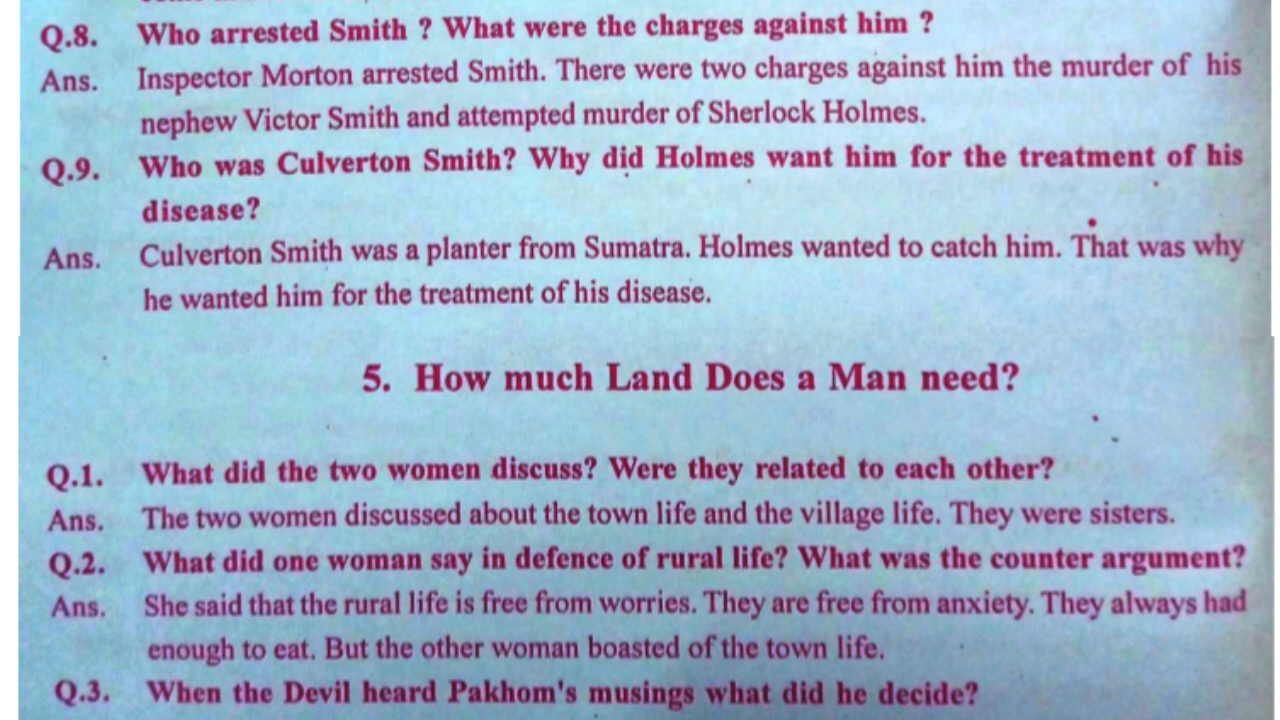 Q.8. Who arrested Smith ? What were the charges against him ?
Ans. Inspector Morton arrested Smith. There were two charges against him the murder of his
nephew Victor Smith and attempted murder of Sherlock Holmes.
Q.9. Who was Culverton Smith? Why did Holmes want him for the treatment of his
disease?
Ans. Culverton Smith was a planter from Sumatra. Holmes wanted to catch him. That was why
he wanted him for the treatment of his disease.
5. How much Land Does a Man need?
Q.1. What did the two women discuss? Were they related to each other?
Ans. The two women discussed about the town life and the village life. They were sisters.
Q.2. What did one woman say in defence of rural life? What was the counter argument?
Ans. She said that the rural life is free from worries. They are free from anxiety. They always had
enough to eat. But the other woman boasted of the town life.
Q.3. When the Devil heard Pakhom's musings what did he decide?